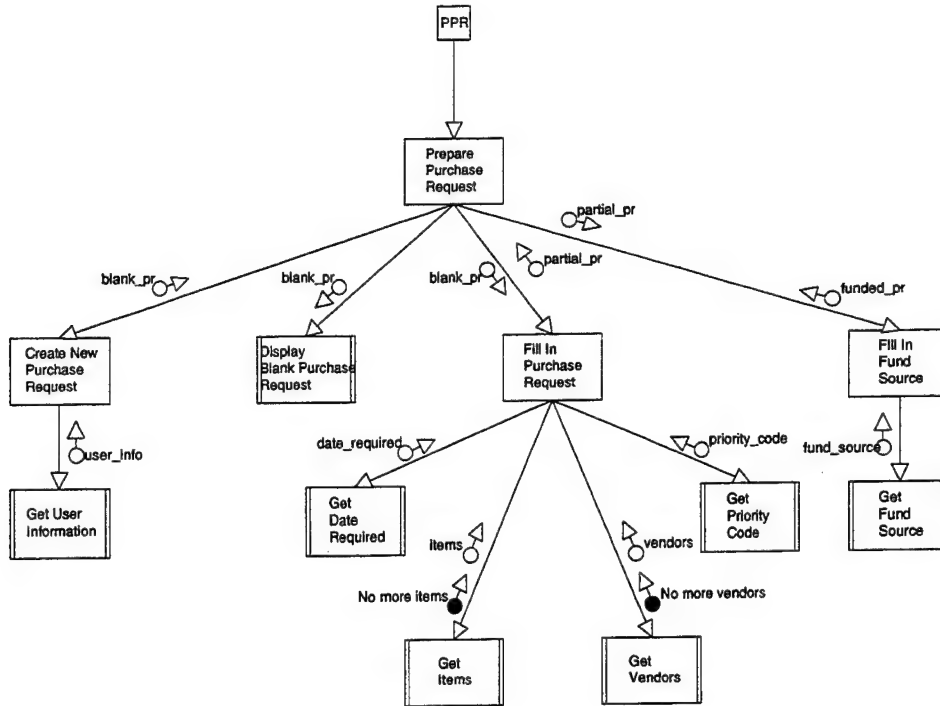 PPR
Prepare
Purchase
Request
partial_pr
blank_pr
blank_pr
blank_pr
partial_pr
funded_pr
Create New
Purchase
Request
Display
Blank Purchase
Request
Fill In
Purchase
Request
Fill In
Fund
Source
user_info
date_required
priority_code
fund_source
Get User
Information
Get
Date
Required
Get
Priority
Code
Get
Fund
Source
items
vendors
No more items
No more vendors
Get
Items
Get
Vendors